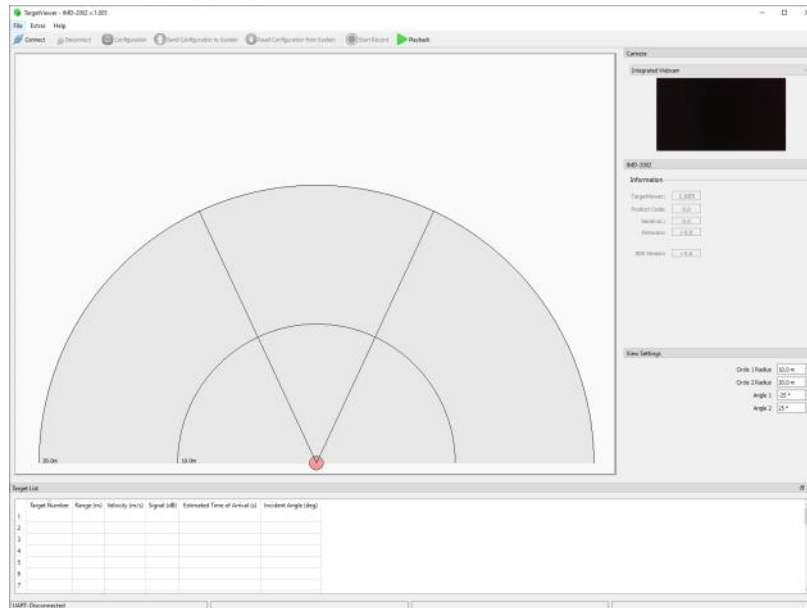 TargetViewer - IMD-2002 v.1.005
File Extras Help
Connect Disconnect Configuration Send Configuration to System Read Configuration from System Start Record Playback
Camera
Integrated Webcam
IMD-2002
Information
TargetViewer: 1.005
Product Code:
Serial no.:
Firmware:
SDK Version:
View Settings
Circle 1 Radius 10.0 m
Circle 2 Radius 20.0 m
Angle 1 -25 °
Angle 2 25 °
20.0m 10.0m
Target List
Target Number Range (m) Velocity (m/s) Signal (dB) Estimated Time of Arrival (s) Incident Angle (deg)
1
2
3
4
5
6
7
UART: Disconnected